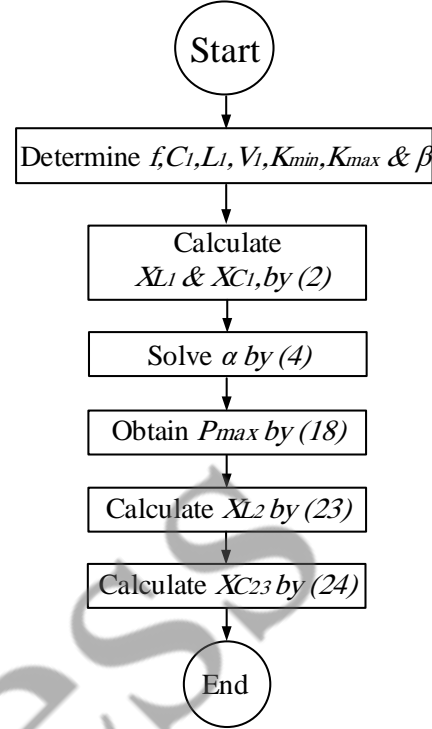 Start
Determine f,C1,L1,V1,Kmin,Kmax & β
Calculate
XL1 & XC1,by (2)
Solve α by (4)
Obtain Pmax by (18)
Calculate XL2 by (23)
Calculate XC23 by (24)
End
ess